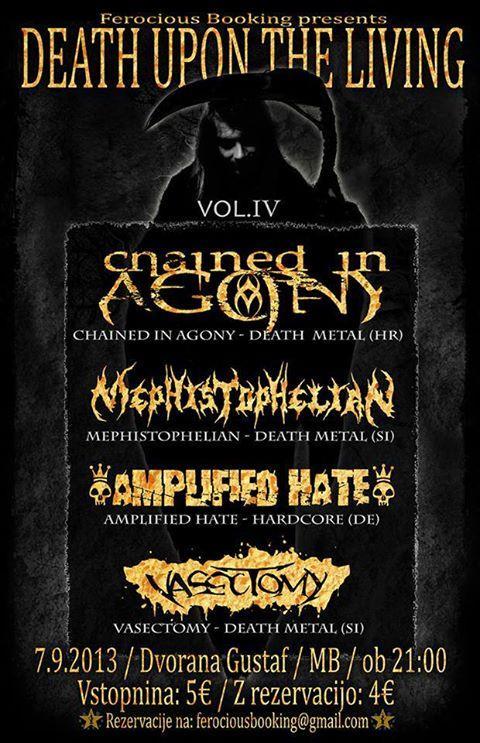 Ferocious Booking presents
DEATH UPON THE LIVING
VOL.IV
chained in
AGONY
CHAINED IN AGONY - DEATH METAL (HR)
MEPHISTOPHELIAN
MEPHISTOPHELIAN - DEATH METAL (SI)
AMPLIFIED HATE
AMPLIFIED HATE - HARDCORE (DE)
VASECTOMY
VASECTOMY - DEATH METAL (SI)
7.9.2013 / Dvorana Gustaf / MB / ob 21:00
Vstopnina: 5€ / Z rezervacijo: 4€
Rezervacije na: ferociousbooking@gmail.com